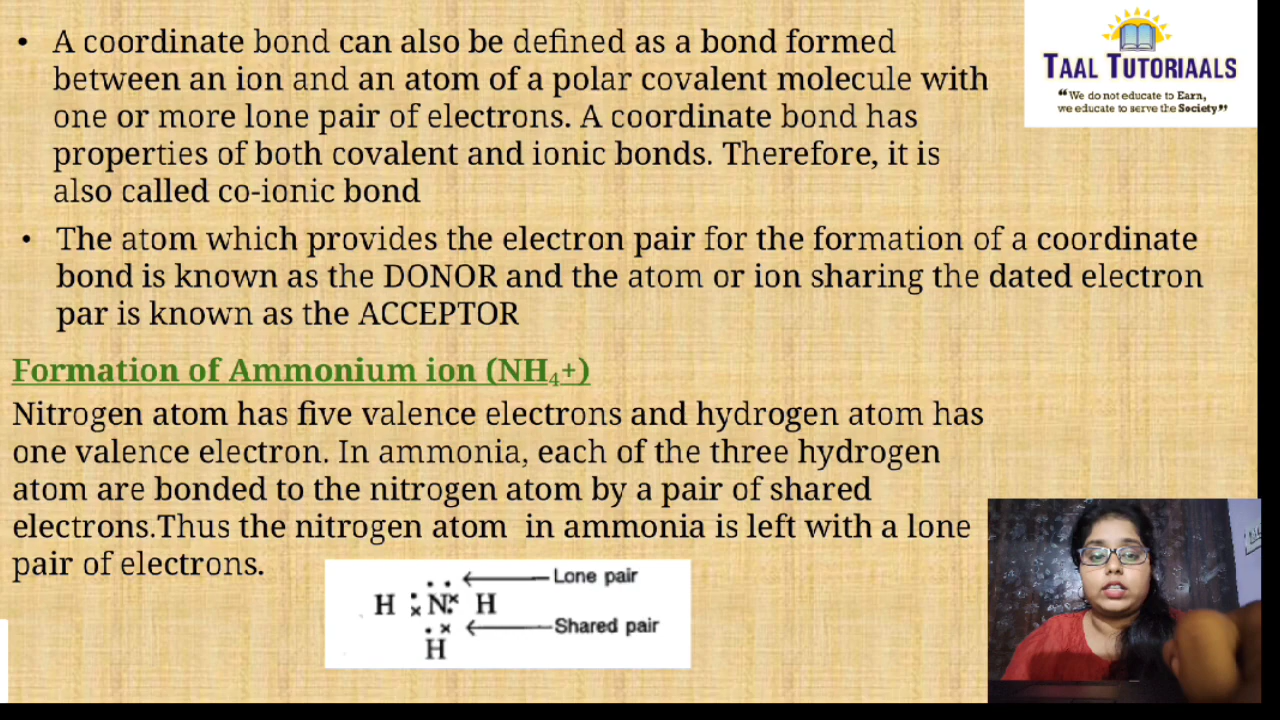 • A coordinate bond can also be defined as a bond formed
between an ion and an atom of a polar covalent molecule with
one or more lone pair of electrons. A coordinate bond has
properties of both covalent and ionic bonds. Therefore, it is
also called co-ionic bond
TAAL TUTORIAALS
“We do not educate to Earn,
we educate to serve the Society”
• The atom which provides the electron pair for the formation of a coordinate
bond is known as the DONOR and the atom or ion sharing the dated electron
par is known as the ACCEPTOR
Formation of Ammonium ion (NH₄+)
Nitrogen atom has five valence electrons and hydrogen atom has
one valence electron. In ammonia, each of the three hydrogen
atom are bonded to the nitrogen atom by a pair of shared
electrons.Thus the nitrogen atom in ammonia is left with a lone
pair of electrons.
Lone pair
H N H
Shared pair
H